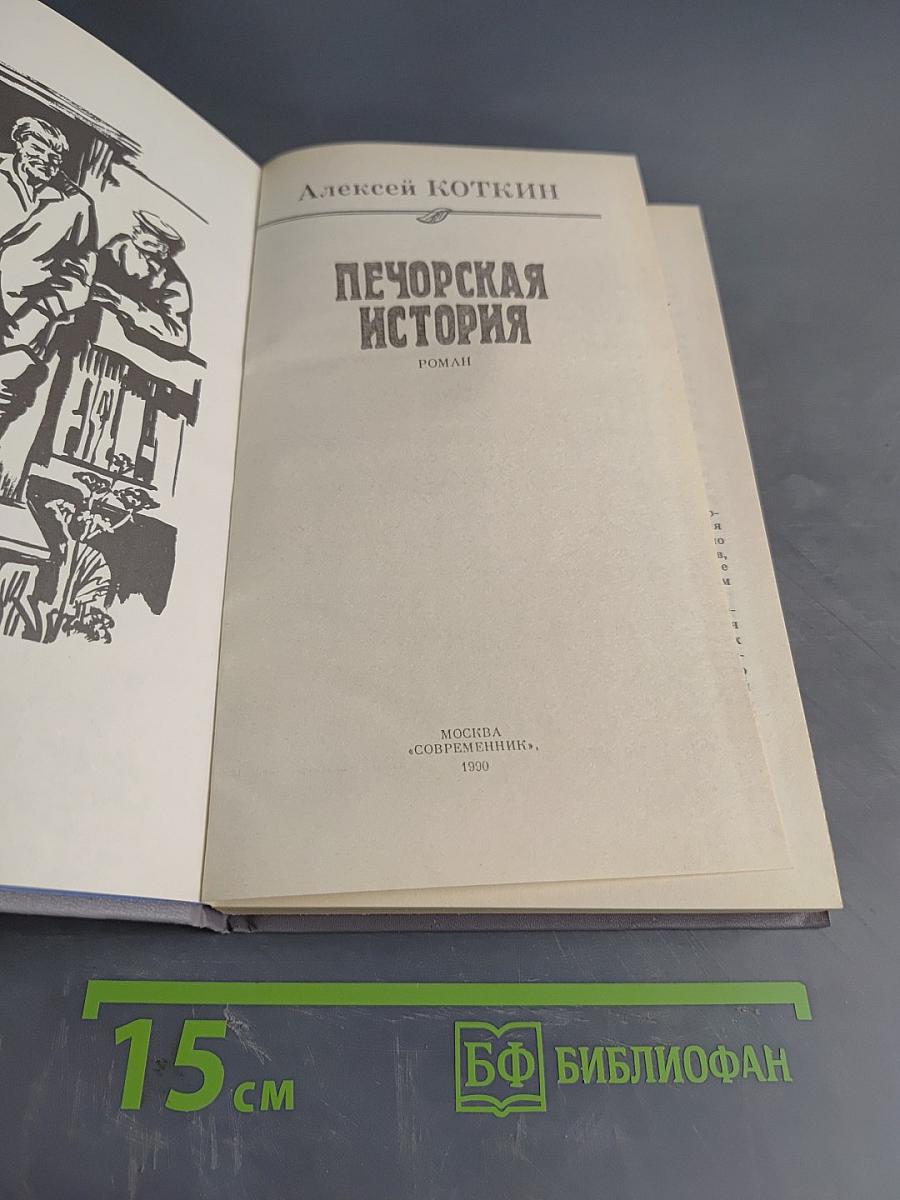 Алексей КОТКИН
ПЕЧОРСКАЯ
ИСТОРИЯ
РОМАН
МОСКВА
«СОВРЕМЕННИК»,
1990
15 см
БФ БИБЛИОФАН